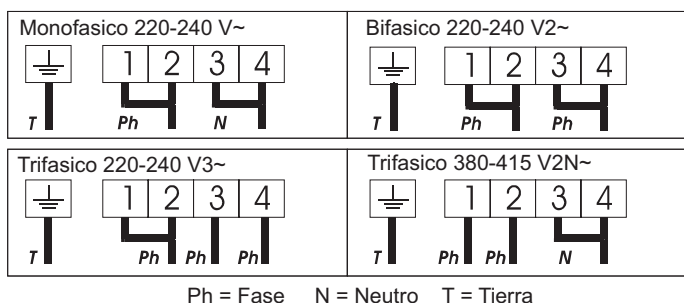 Monofasico 220-240 V~
1 2 3 4
T Ph N
Bifasico 220-240 V2~
1 2 3 4
T Ph Ph
Trifasico 220-240 V3~
1 2 3 4
T Ph Ph Ph
Trifasico 380-415 V2N~
1 2 3 4
T Ph Ph N
Ph = Fase N = Neutro T = Tierra